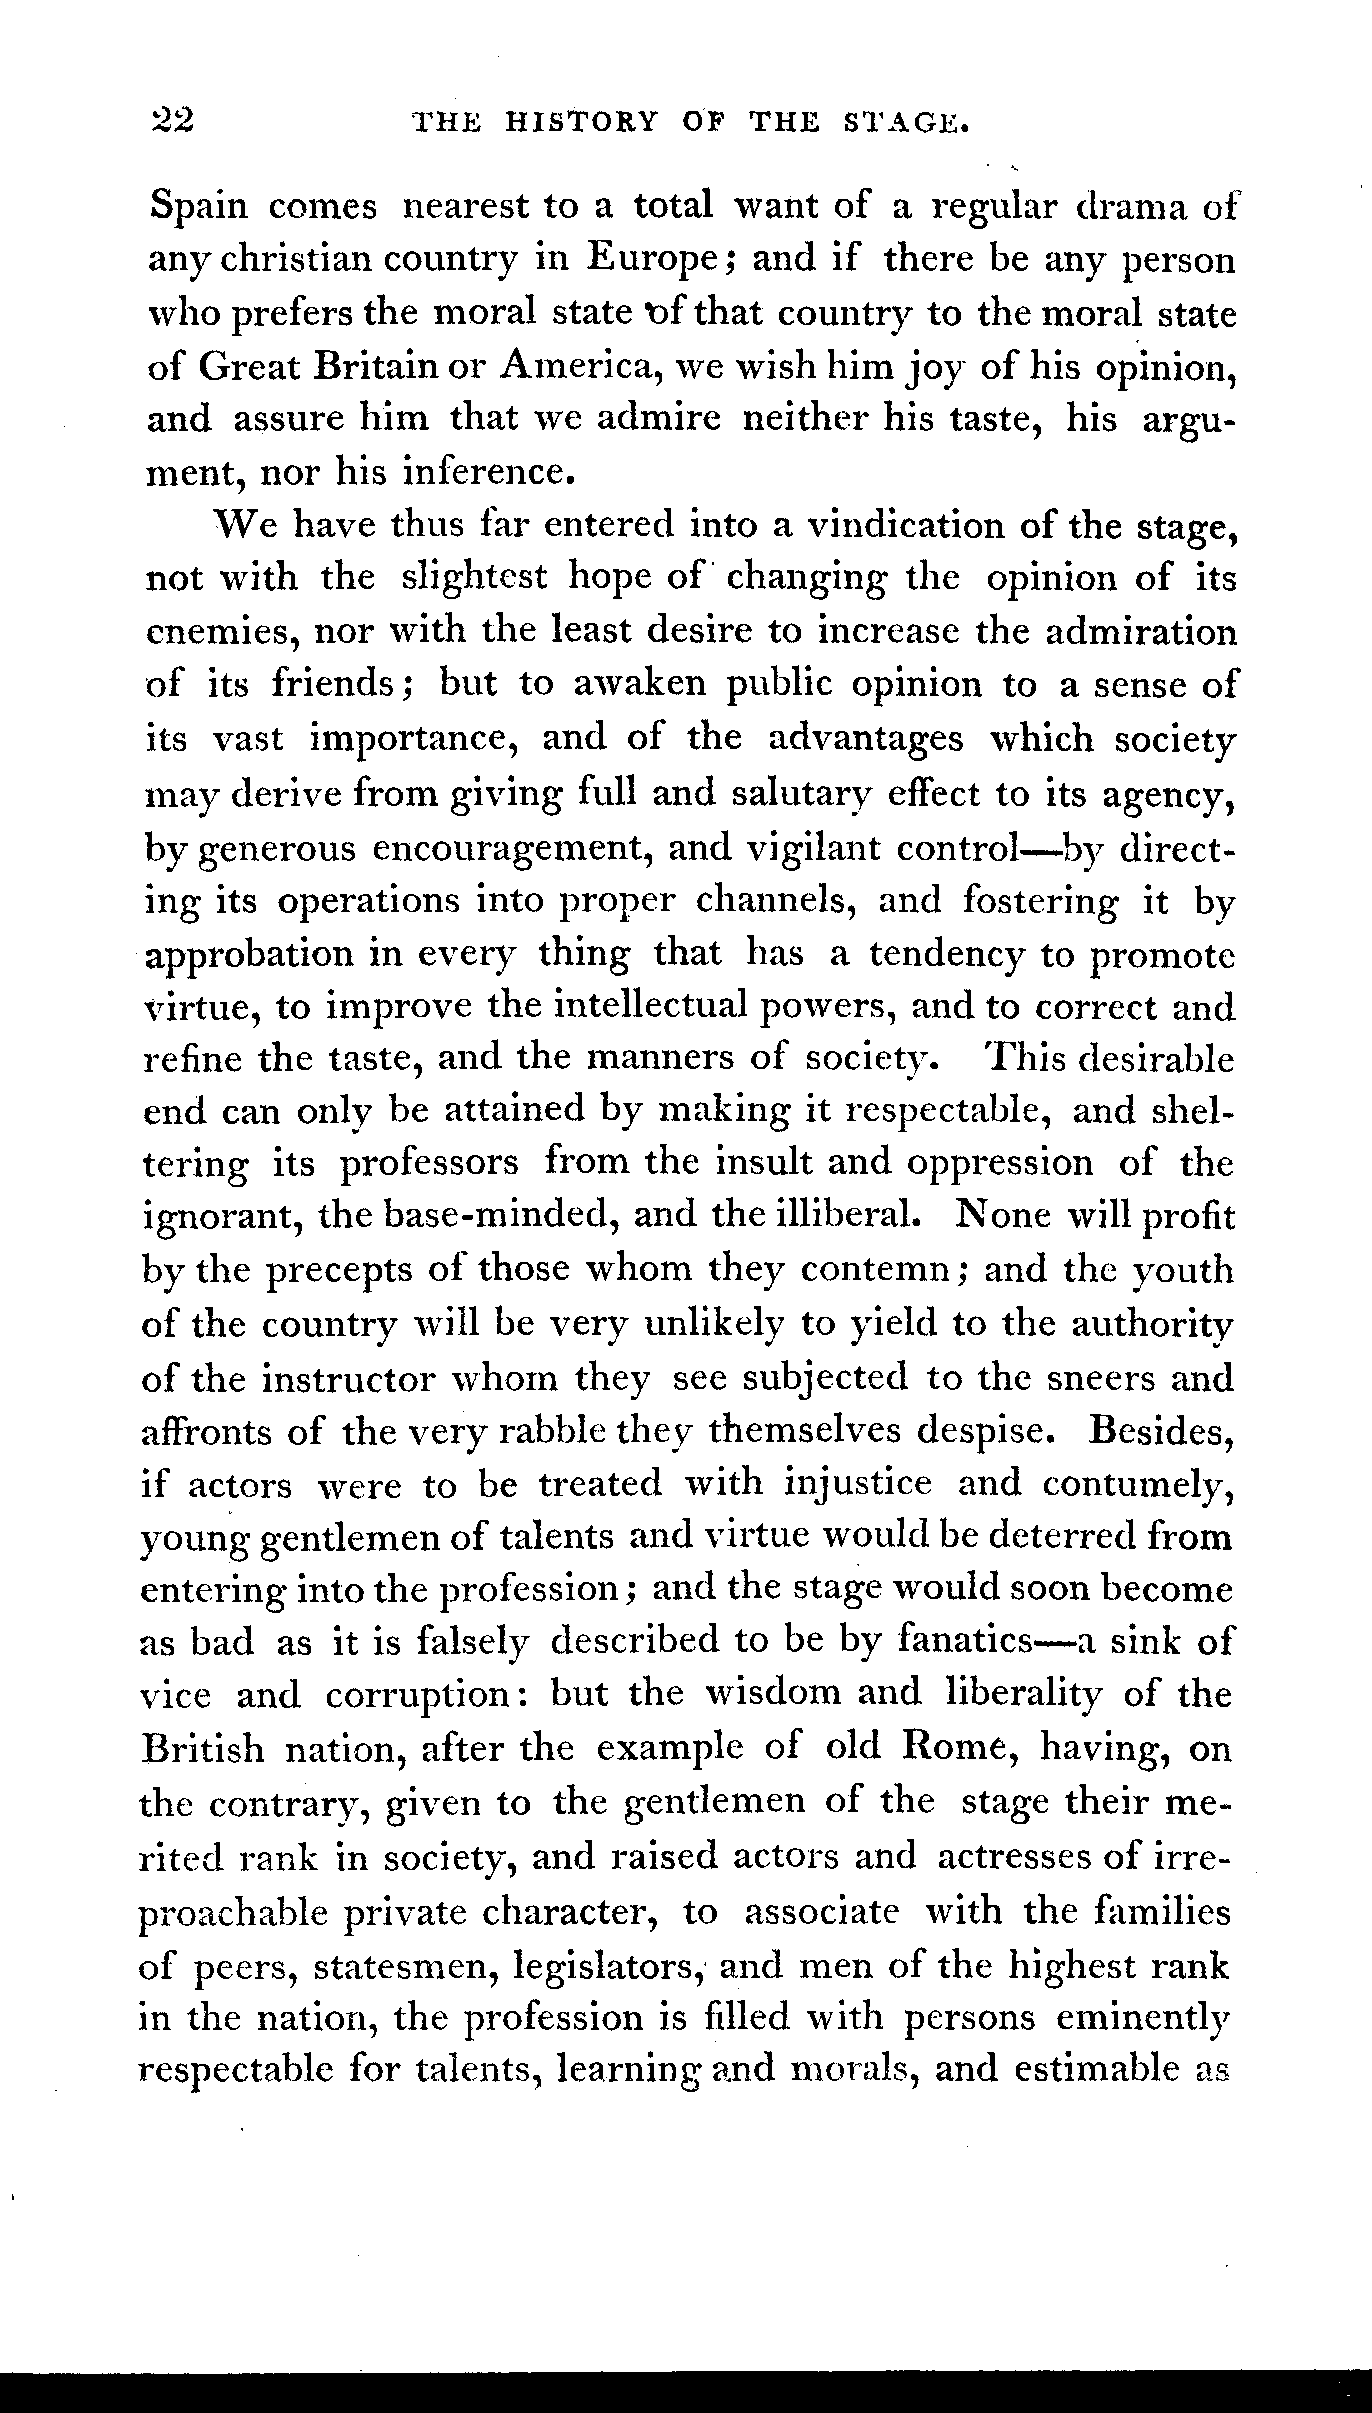 22 THE HISTORY OF THE STAGE.
Spain comes nearest to a total want of a regular drama of
any christian country in Europe; and if there be any person
who prefers the moral state of that country to the moral state
of Great Britain or America, we wish him joy of his opinion,
and assure him that we admire neither his taste, his argu-
ment, nor his inference.
We have thus far entered into a vindication of the stage,
not with the slightest hope of changing the opinion of its
enemies, nor with the least desire to increase the admiration
of its friends; but to awaken public opinion to a sense of
its vast importance, and of the advantages which society
may derive from giving full and salutary effect to its agency,
by generous encouragement, and vigilant control—by direct-
ing its operations into proper channels, and fostering it by
approbation in every thing that has a tendency to promote
virtue, to improve the intellectual powers, and to correct and
refine the taste, and the manners of society. This desirable
end can only be attained by making it respectable, and shel-
tering its professors from the insult and oppression of the
ignorant, the base-minded, and the illiberal. None will profit
by the precepts of those whom they contemn; and the youth
of the country will be very unlikely to yield to the authority
of the instructor whom they see subjected to the sneers and
affronts of the very rabble they themselves despise. Besides,
if actors were to be treated with injustice and contumely,
young gentlemen of talents and virtue would be deterred from
entering into the profession; and the stage would soon become
as bad as it is falsely described to be by fanatics—a sink of
vice and corruption: but the wisdom and liberality of the
British nation, after the example of old Rome, having, on
the contrary, given to the gentlemen of the stage their me-
rited rank in society, and raised actors and actresses of irre-
proachable private character, to associate with the families
of peers, statesmen, legislators, and men of the highest rank
in the nation, the profession is filled with persons eminently
respectable for talents, learning and morals, and estimable as